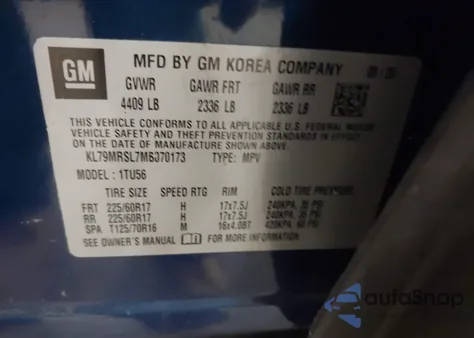 GM
MFD BY GM KOREA COMPANY
GVWR GAWR FRT GAWR RR
4409 LB 2336 LB 2336 LB
THIS VEHICLE CONFORMS TO ALL APPLICABLE U.S. FEDERAL MOTOR
VEHICLE SAFETY AND THEFT PREVENTION STANDARDS IN EFFECT ON THE
DATE OF MANUFACTURE SHOWN ABOVE.
KL79MRSL7MB070173 TYPE: MPV
MODEL: 1TU56
TIRE SIZE SPEED RTG RIM COLD TIRE PRESSURE
FRT 225/60R17 H 17x7.5J 240KPA, 35 PSI
RR 225/60R17 H 17x7.5J 240KPA, 35 PSI
SPA T125/70R16 M 16x4.0BT 420KPA, 60 PSI
SEE OWNER'S MANUAL FOR MORE INFORMATION
autoSnap